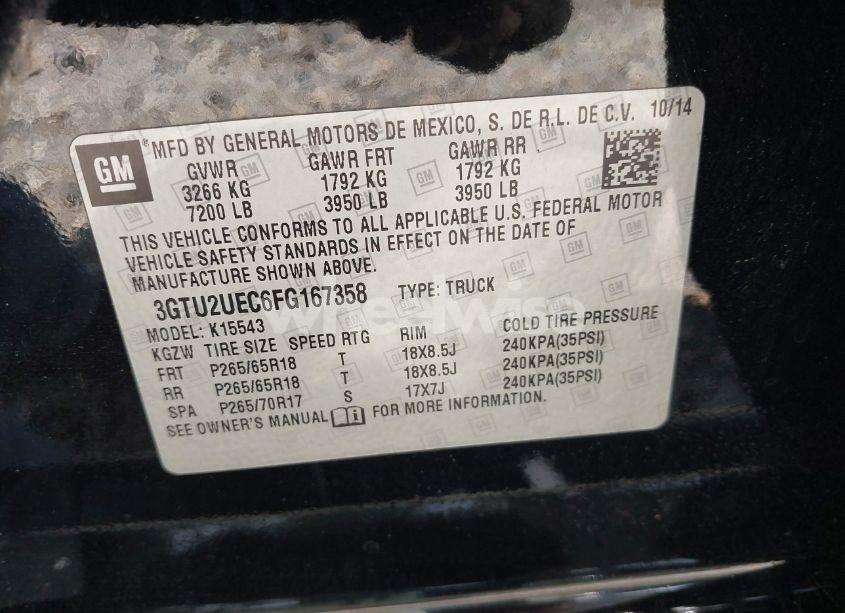 GM
® MFD BY GENERAL MOTORS DE MEXICO, S. DE R.L. DE C.V. 10/14
GVWR GAWR FRT GAWR RR
3266 KG 1792 KG 1792 KG
7200 LB 3950 LB 3950 LB
THIS VEHICLE CONFORMS TO ALL APPLICABLE U.S. FEDERAL MOTOR
VEHICLE SAFETY STANDARDS IN EFFECT ON THE DATE OF
MANUFACTURE SHOWN ABOVE.
3GTU2UEC6FG167358 TYPE: TRUCK
MODEL: K15543
KGZW TIRE SIZE SPEED RTG RIM COLD TIRE PRESSURE
FRT P265/65R18 T 18X8.5J 240KPA(35PSI)
RR P265/65R18 T 18X8.5J 240KPA(35PSI)
SPA P265/70R17 S 17X7J 240KPA(35PSI)
SEE OWNER'S MANUAL FOR MORE INFORMATION.
wheelwise